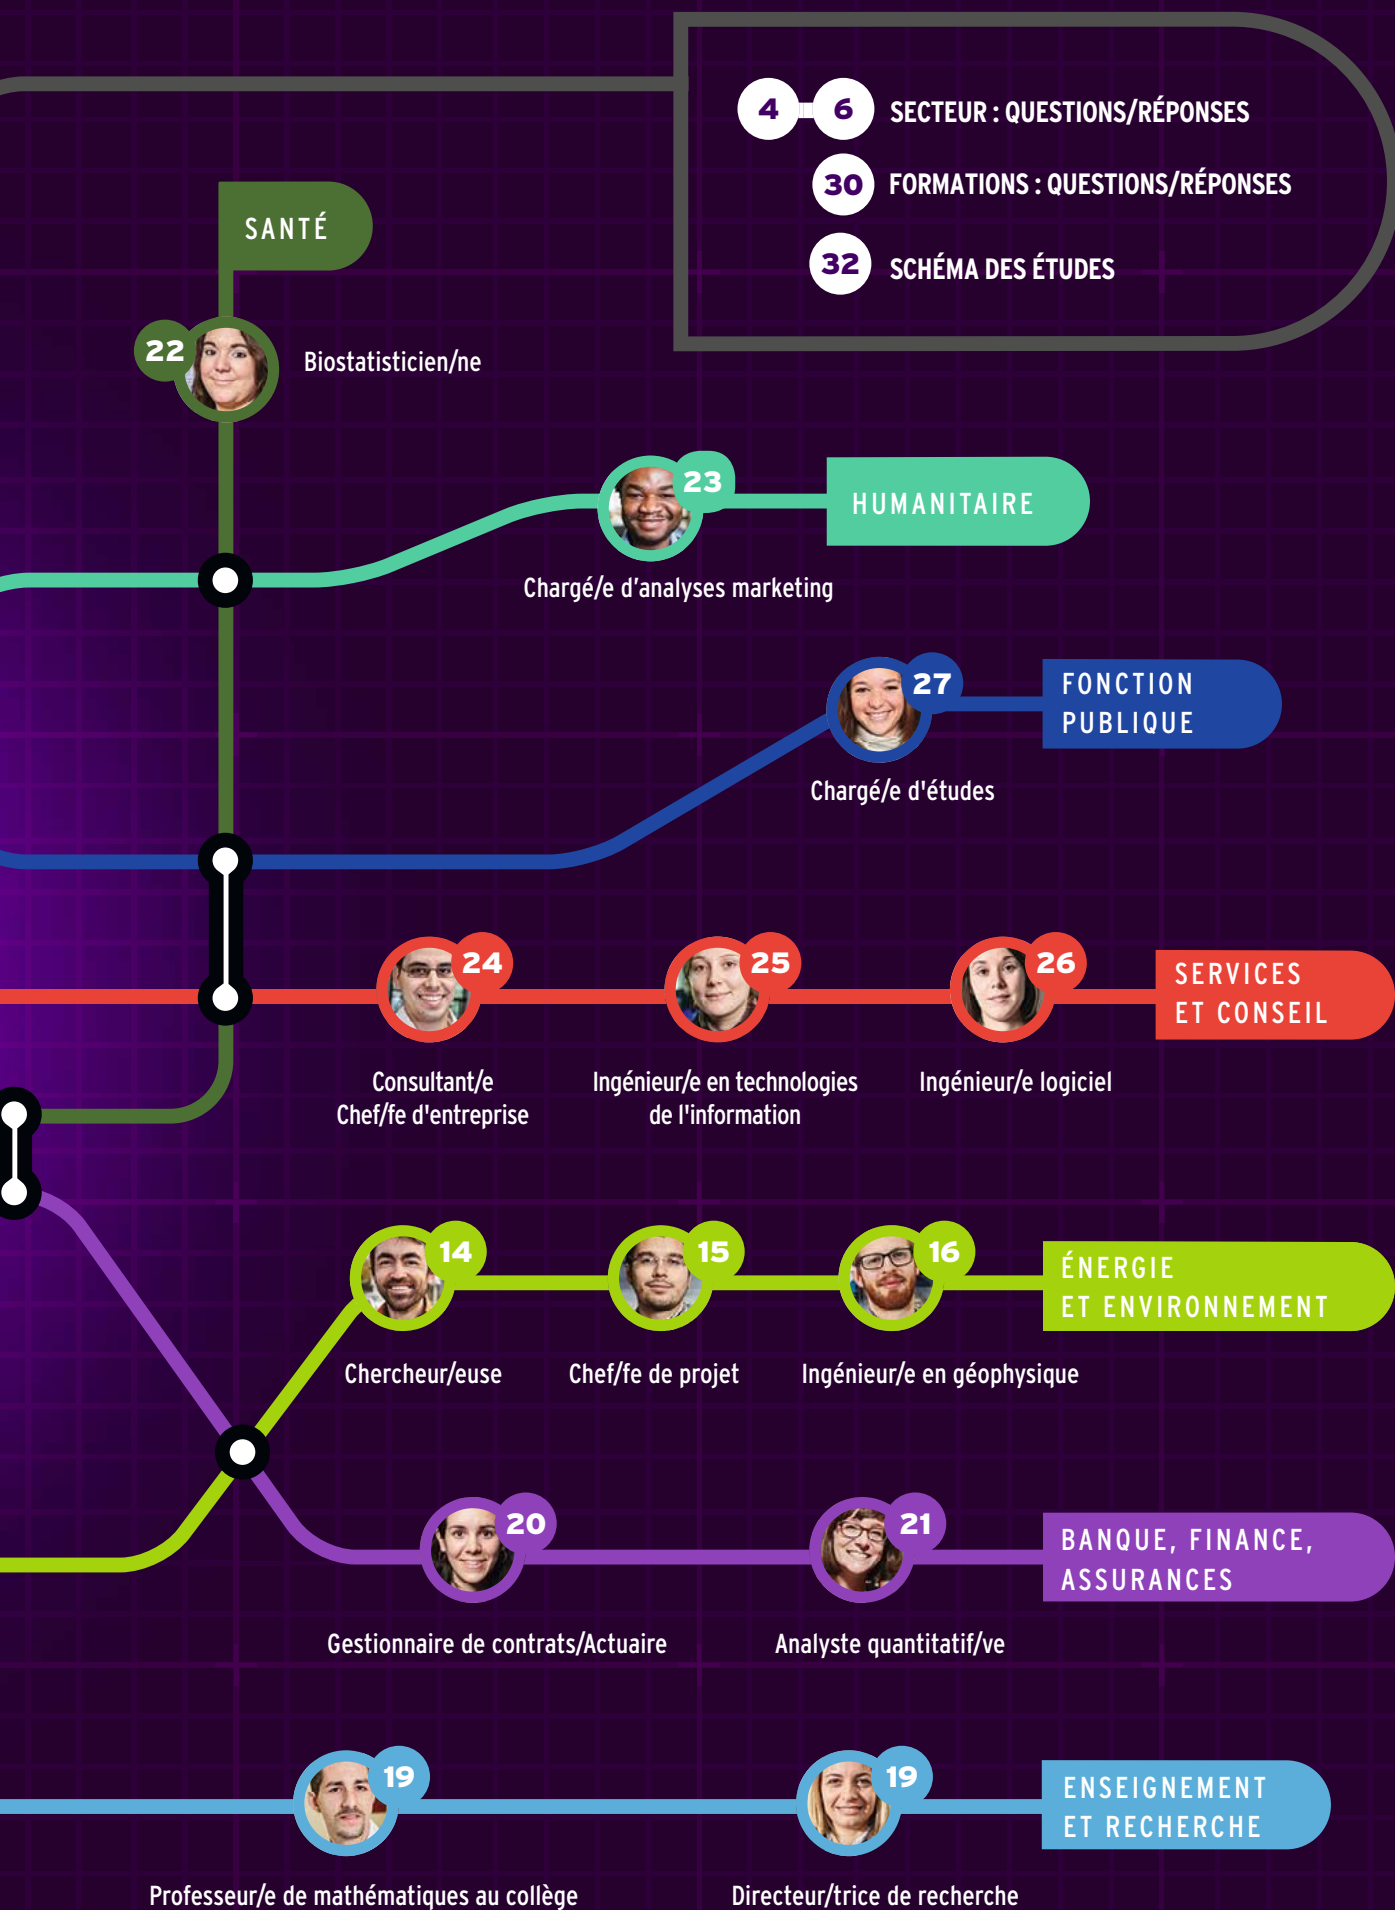 4 6 SECTEUR : QUESTIONS/RÉPONSES
30 FORMATIONS : QUESTIONS/RÉPONSES
32 SCHÉMA DES ÉTUDES
SANTÉ
22
Biostatisticien/ne
23
HUMANITAIRE
Chargé/e d’analyses marketing
27
FONCTION
PUBLIQUE
Chargé/e d'études
24
25
26
SERVICES
ET CONSEIL
Consultant/e
Chef/fe d'entreprise
Ingénieur/e en technologies
de l'information
Ingénieur/e logiciel
14
15
16
ÉNERGIE
ET ENVIRONNEMENT
Chercheur/euse
Chef/fe de projet
Ingénieur/e en géophysique
20
21
BANQUE, FINANCE,
ASSURANCES
Gestionnaire de contrats/Actuaire
Analyste quantitatif/ve
19
19
ENSEIGNEMENT
ET RECHERCHE
Professeur/e de mathématiques au collège
Directeur/trice de recherche